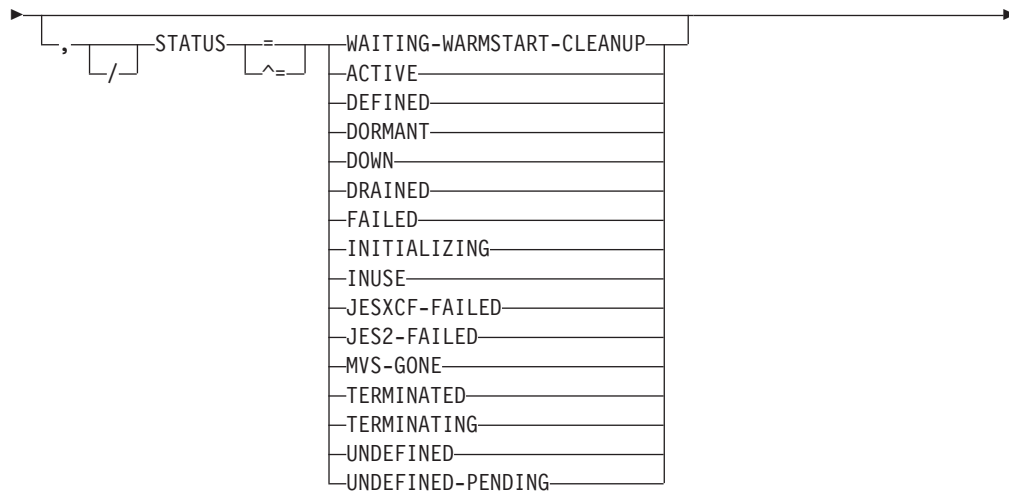 , / STATUS = WAITING-WARMSTART-CLEANUP
^= ACTIVE
DEFINED
DORMANT
DOWN
DRAINED
FAILED
INITIALIZING
INUSE
JESXCF-FAILED
JES2-FAILED
MVS-GONE
TERMINATED
TERMINATING
UNDEFINED
UNDEFINED-PENDING